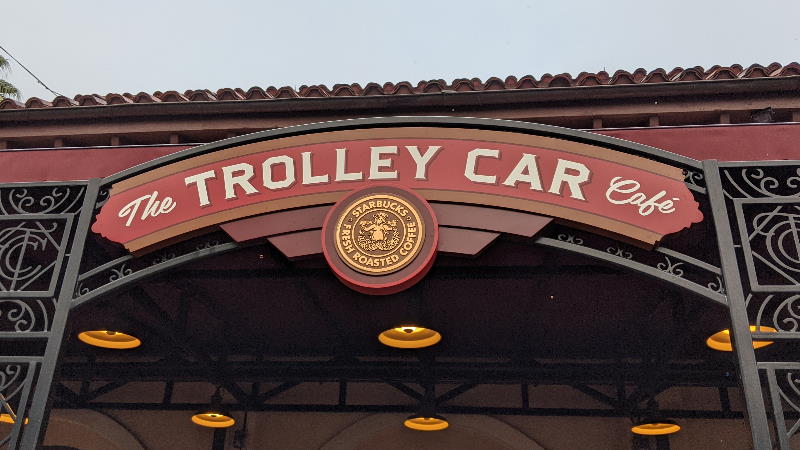 The TROLLEY CAR Café
STARBUCKS
FRESH ROASTED COFFEE